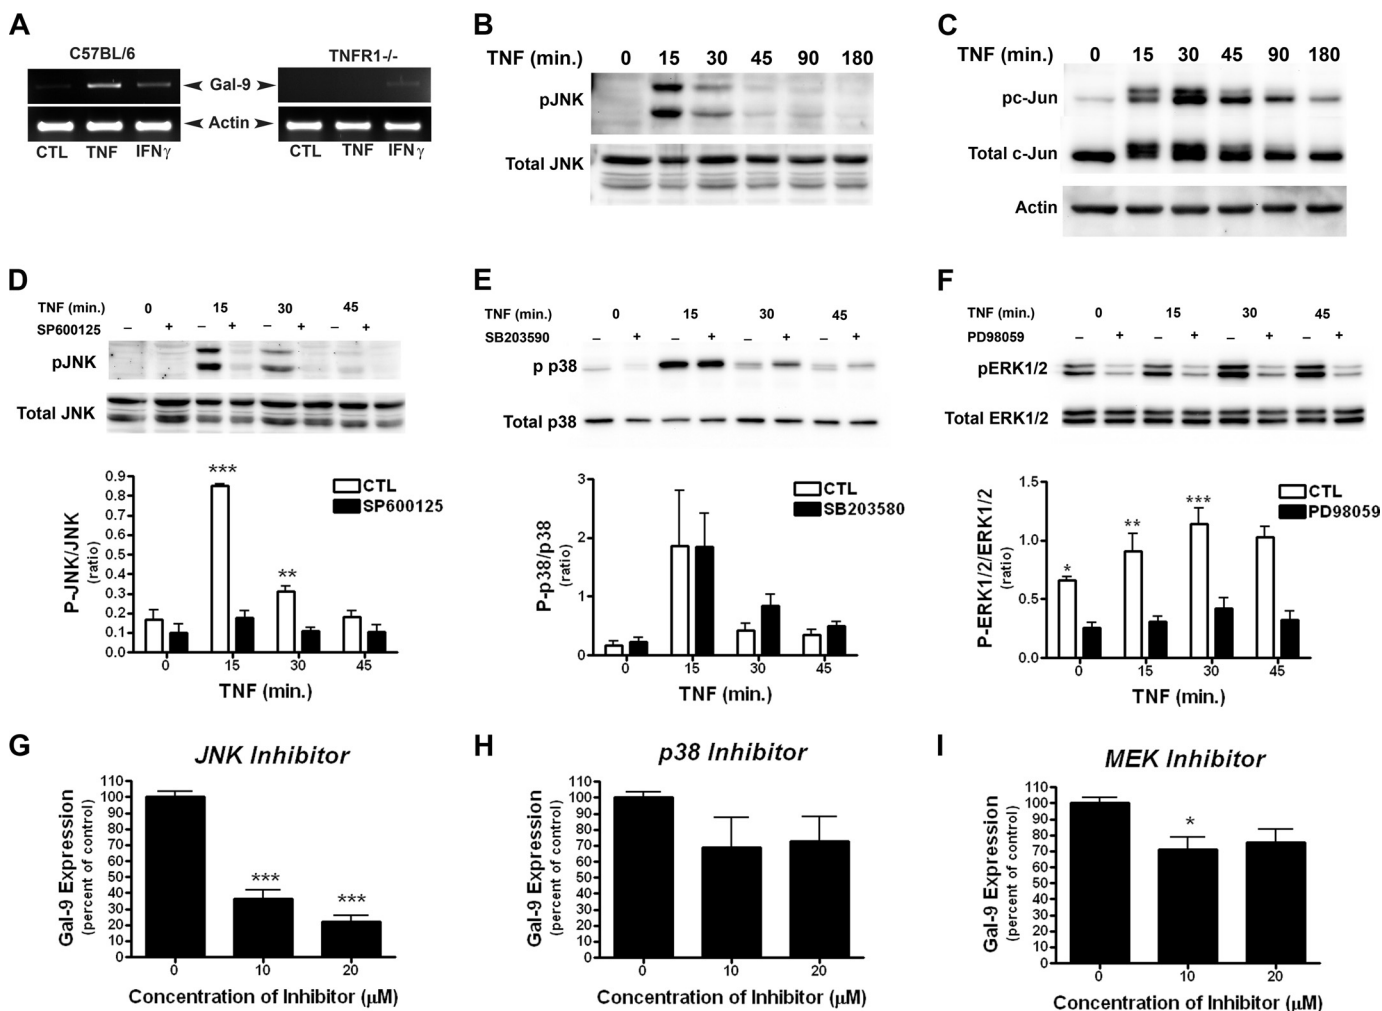 A
C57BL/6
TNFR1-/-
Gal-9
Actin
CTL TNF IFNγ
CTL TNF IFNγ
B
TNF (min.) 0 15 30 45 90 180
pJNK
Total JNK
C
TNF (min.) 0 15 30 45 90 180
pc-Jun
Total c-Jun
Actin
D
TNF (min.) 0 15 30 45
SP600125 – + – + – + – +
pJNK
Total JNK
P-JNK/JNK
(ratio)
0.9
0.8
0.7
0.6
0.5
0.4
0.3
0.2
0.1
0.0
***
**
CTL
SP600125
0 15 30 45
TNF (min.)
E
TNF (min.) 0 15 30 45
SB203590 – + – + – + – +
p p38
Total p38
P-p38/p38
(ratio)
3
2
1
0
CTL
SB203580
0 15 30 45
TNF (min.)
F
TNF (min.) 0 15 30 45
PD98059 – + – + – + – +
pERK1/2
Total ERK1/2
P-ERK1/2/ERK1/2
(ratio)
1.5
1.0
0.5
0.0
*
**
***
CTL
PD98059
0 15 30 45
TNF (min.)
G
JNK Inhibitor
Gal-9 Expression
(percent of control)
110
100
90
80
70
60
50
40
30
20
10
0
***
***
0 10 20
Concentration of Inhibitor (µM)
H
p38 Inhibitor
Gal-9 Expression
(percent of control)
110
100
90
80
70
60
50
40
30
20
10
0
0 10 20
Concentration of Inhibitor (µM)
I
MEK Inhibitor
Gal-9 Expression
(percent of control)
110
100
90
80
70
60
50
40
30
20
10
0
*
0 10 20
Concentration of Inhibitor (µM)